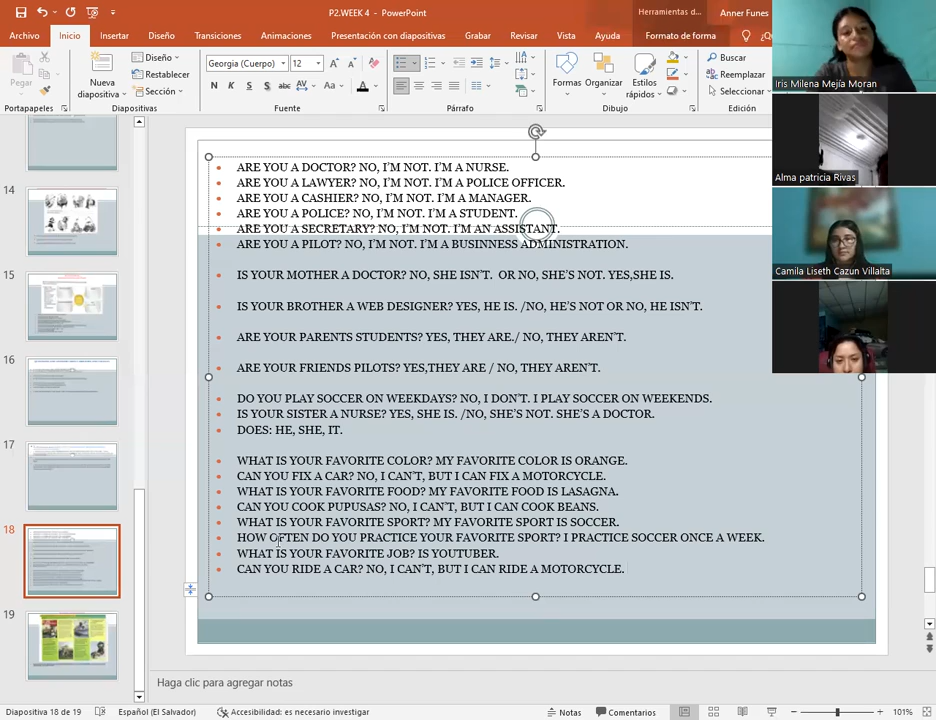 P2.WEEK 4 - PowerPoint
Herramientas d...
Anner Funes
Archivo
Inicio
Insertar
Diseño
Transiciones
Animaciones
Presentación con diapositivas
Grabar
Revisar
Vista
Ayuda
Formato de forma
Pegar
Nueva
diapositiva
Diseño
Restablecer
Sección
Georgia (Cuerpo)
12
N
K
S
abc
AV
Aa
A
Formas
Organizar
Estilos
rápidos
Buscar
Reemplazar
Seleccionar
Portapapeles
Diapositivas
Fuente
Párrafo
Dibujo
Edición
Iris Milena Mejía Moran
Alma patricia Rivas
Camila Liseth Cazun Villalta
14
15
16
17
18
19
ARE YOU A DOCTOR? NO, I'M NOT. I'M A NURSE.
ARE YOU A LAWYER? NO, I'M NOT. I'M A POLICE OFFICER.
ARE YOU A CASHIER? NO, I'M NOT. I'M A MANAGER.
ARE YOU A POLICE? NO, I'M NOT. I'M A STUDENT.
ARE YOU A SECRETARY? NO, I'M NOT. I'M AN ASSISTANT.
ARE YOU A PILOT? NO, I'M NOT. I'M A BUSINNESS ADMINISTRATION.
IS YOUR MOTHER A DOCTOR? NO, SHE ISN'T. OR NO, SHE'S NOT. YES,SHE IS.
IS YOUR BROTHER A WEB DESIGNER? YES, HE IS. /NO, HE'S NOT OR NO, HE ISN'T.
ARE YOUR PARENTS STUDENTS? YES, THEY ARE./ NO, THEY AREN'T.
ARE YOUR FRIENDS PILOTS? YES,THEY ARE / NO, THEY AREN'T.
DO YOU PLAY SOCCER ON WEEKDAYS? NO, I DON'T. I PLAY SOCCER ON WEEKENDS.
IS YOUR SISTER A NURSE? YES, SHE IS. /NO, SHE'S NOT. SHE'S A DOCTOR.
DOES: HE, SHE, IT.
WHAT IS YOUR FAVORITE COLOR? MY FAVORITE COLOR IS ORANGE.
CAN YOU FIX A CAR? NO, I CAN'T, BUT I CAN FIX A MOTORCYCLE.
WHAT IS YOUR FAVORITE FOOD? MY FAVORITE FOOD IS LASAGNA.
CAN YOU COOK PUPUSAS? NO, I CAN'T, BUT I CAN COOK BEANS.
WHAT IS YOUR FAVORITE SPORT? MY FAVORITE SPORT IS SOCCER.
HOW OFTEN DO YOU PRACTICE YOUR FAVORITE SPORT? I PRACTICE SOCCER ONCE A WEEK.
WHAT IS YOUR FAVORITE JOB? IS YOUTUBER.
CAN YOU RIDE A CAR? NO, I CAN'T, BUT I CAN RIDE A MOTORCYCLE.
Haga clic para agregar notas
Diapositiva 18 de 19
Español (El Salvador)
Accesibilidad: es necesario investigar
Notas
Comentarios
101%